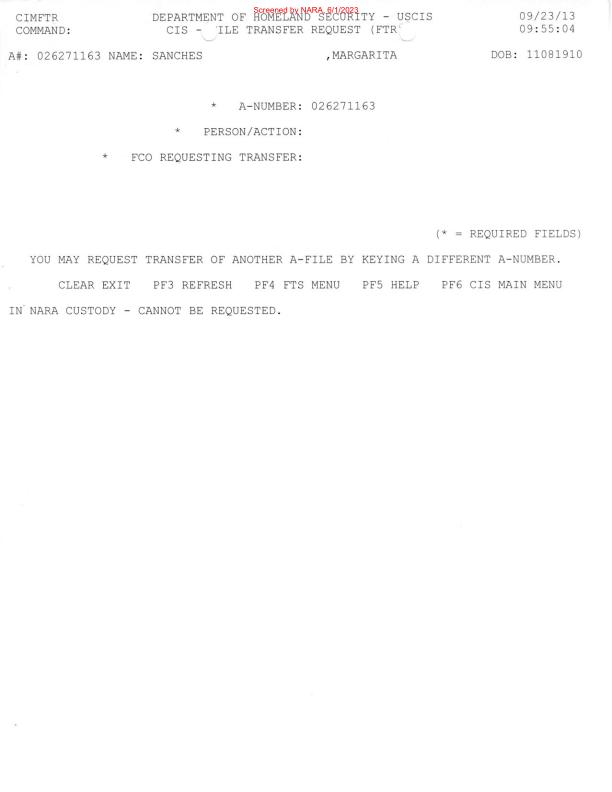 Screened by NARA, 6/1/2023
CIMFTR DEPARTMENT OF HOMELAND SECURITY - USCIS 09/23/13
COMMAND: CIS - ILE TRANSFER REQUEST (FTR 09:55:04
A#: 026271163 NAME: SANCHES ,MARGARITA DOB: 11081910
* A-NUMBER: 026271163
* PERSON/ACTION:
* FCO REQUESTING TRANSFER:
(* = REQUIRED FIELDS)
YOU MAY REQUEST TRANSFER OF ANOTHER A-FILE BY KEYING A DIFFERENT A-NUMBER.
CLEAR EXIT PF3 REFRESH PF4 FTS MENU PF5 HELP PF6 CIS MAIN MENU
IN NARA CUSTODY - CANNOT BE REQUESTED.